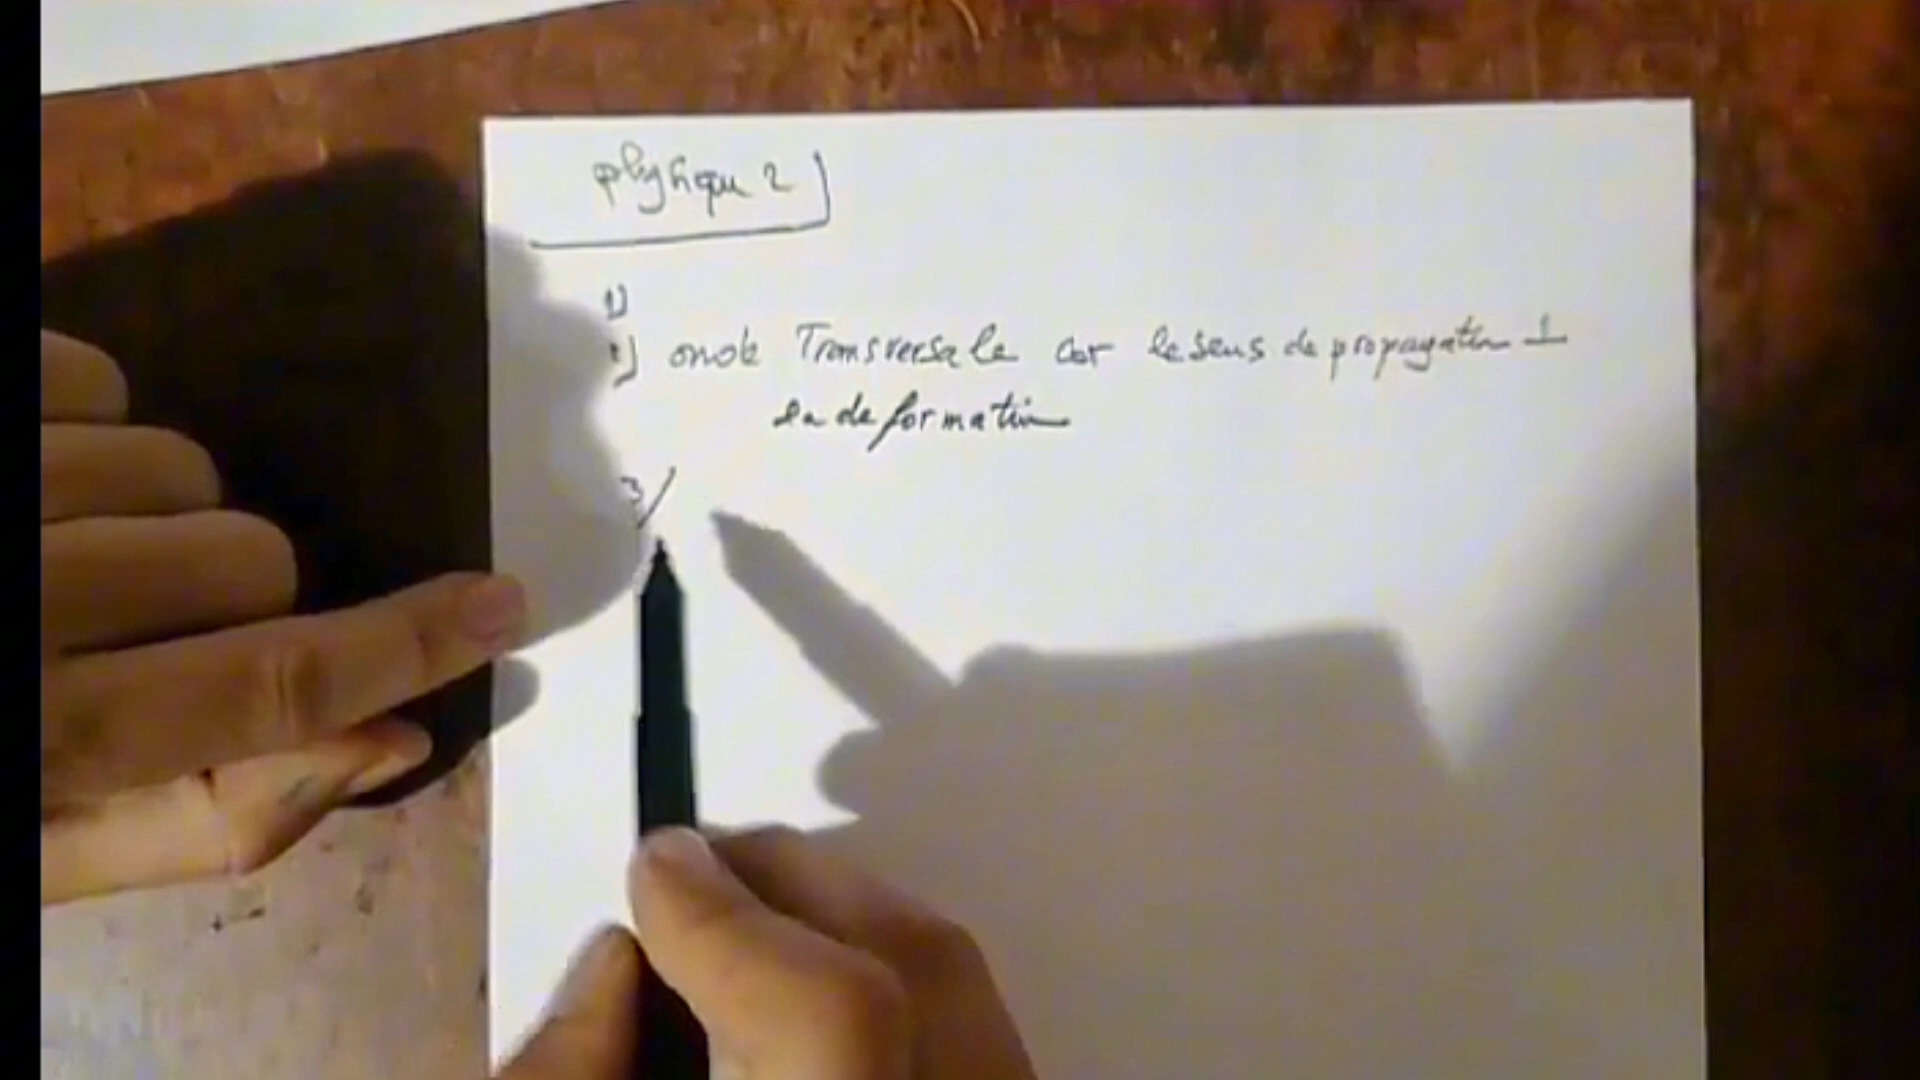 physique 2
1)
2) onde Transversale car le sens de propagation ⊥
la deformation
3/